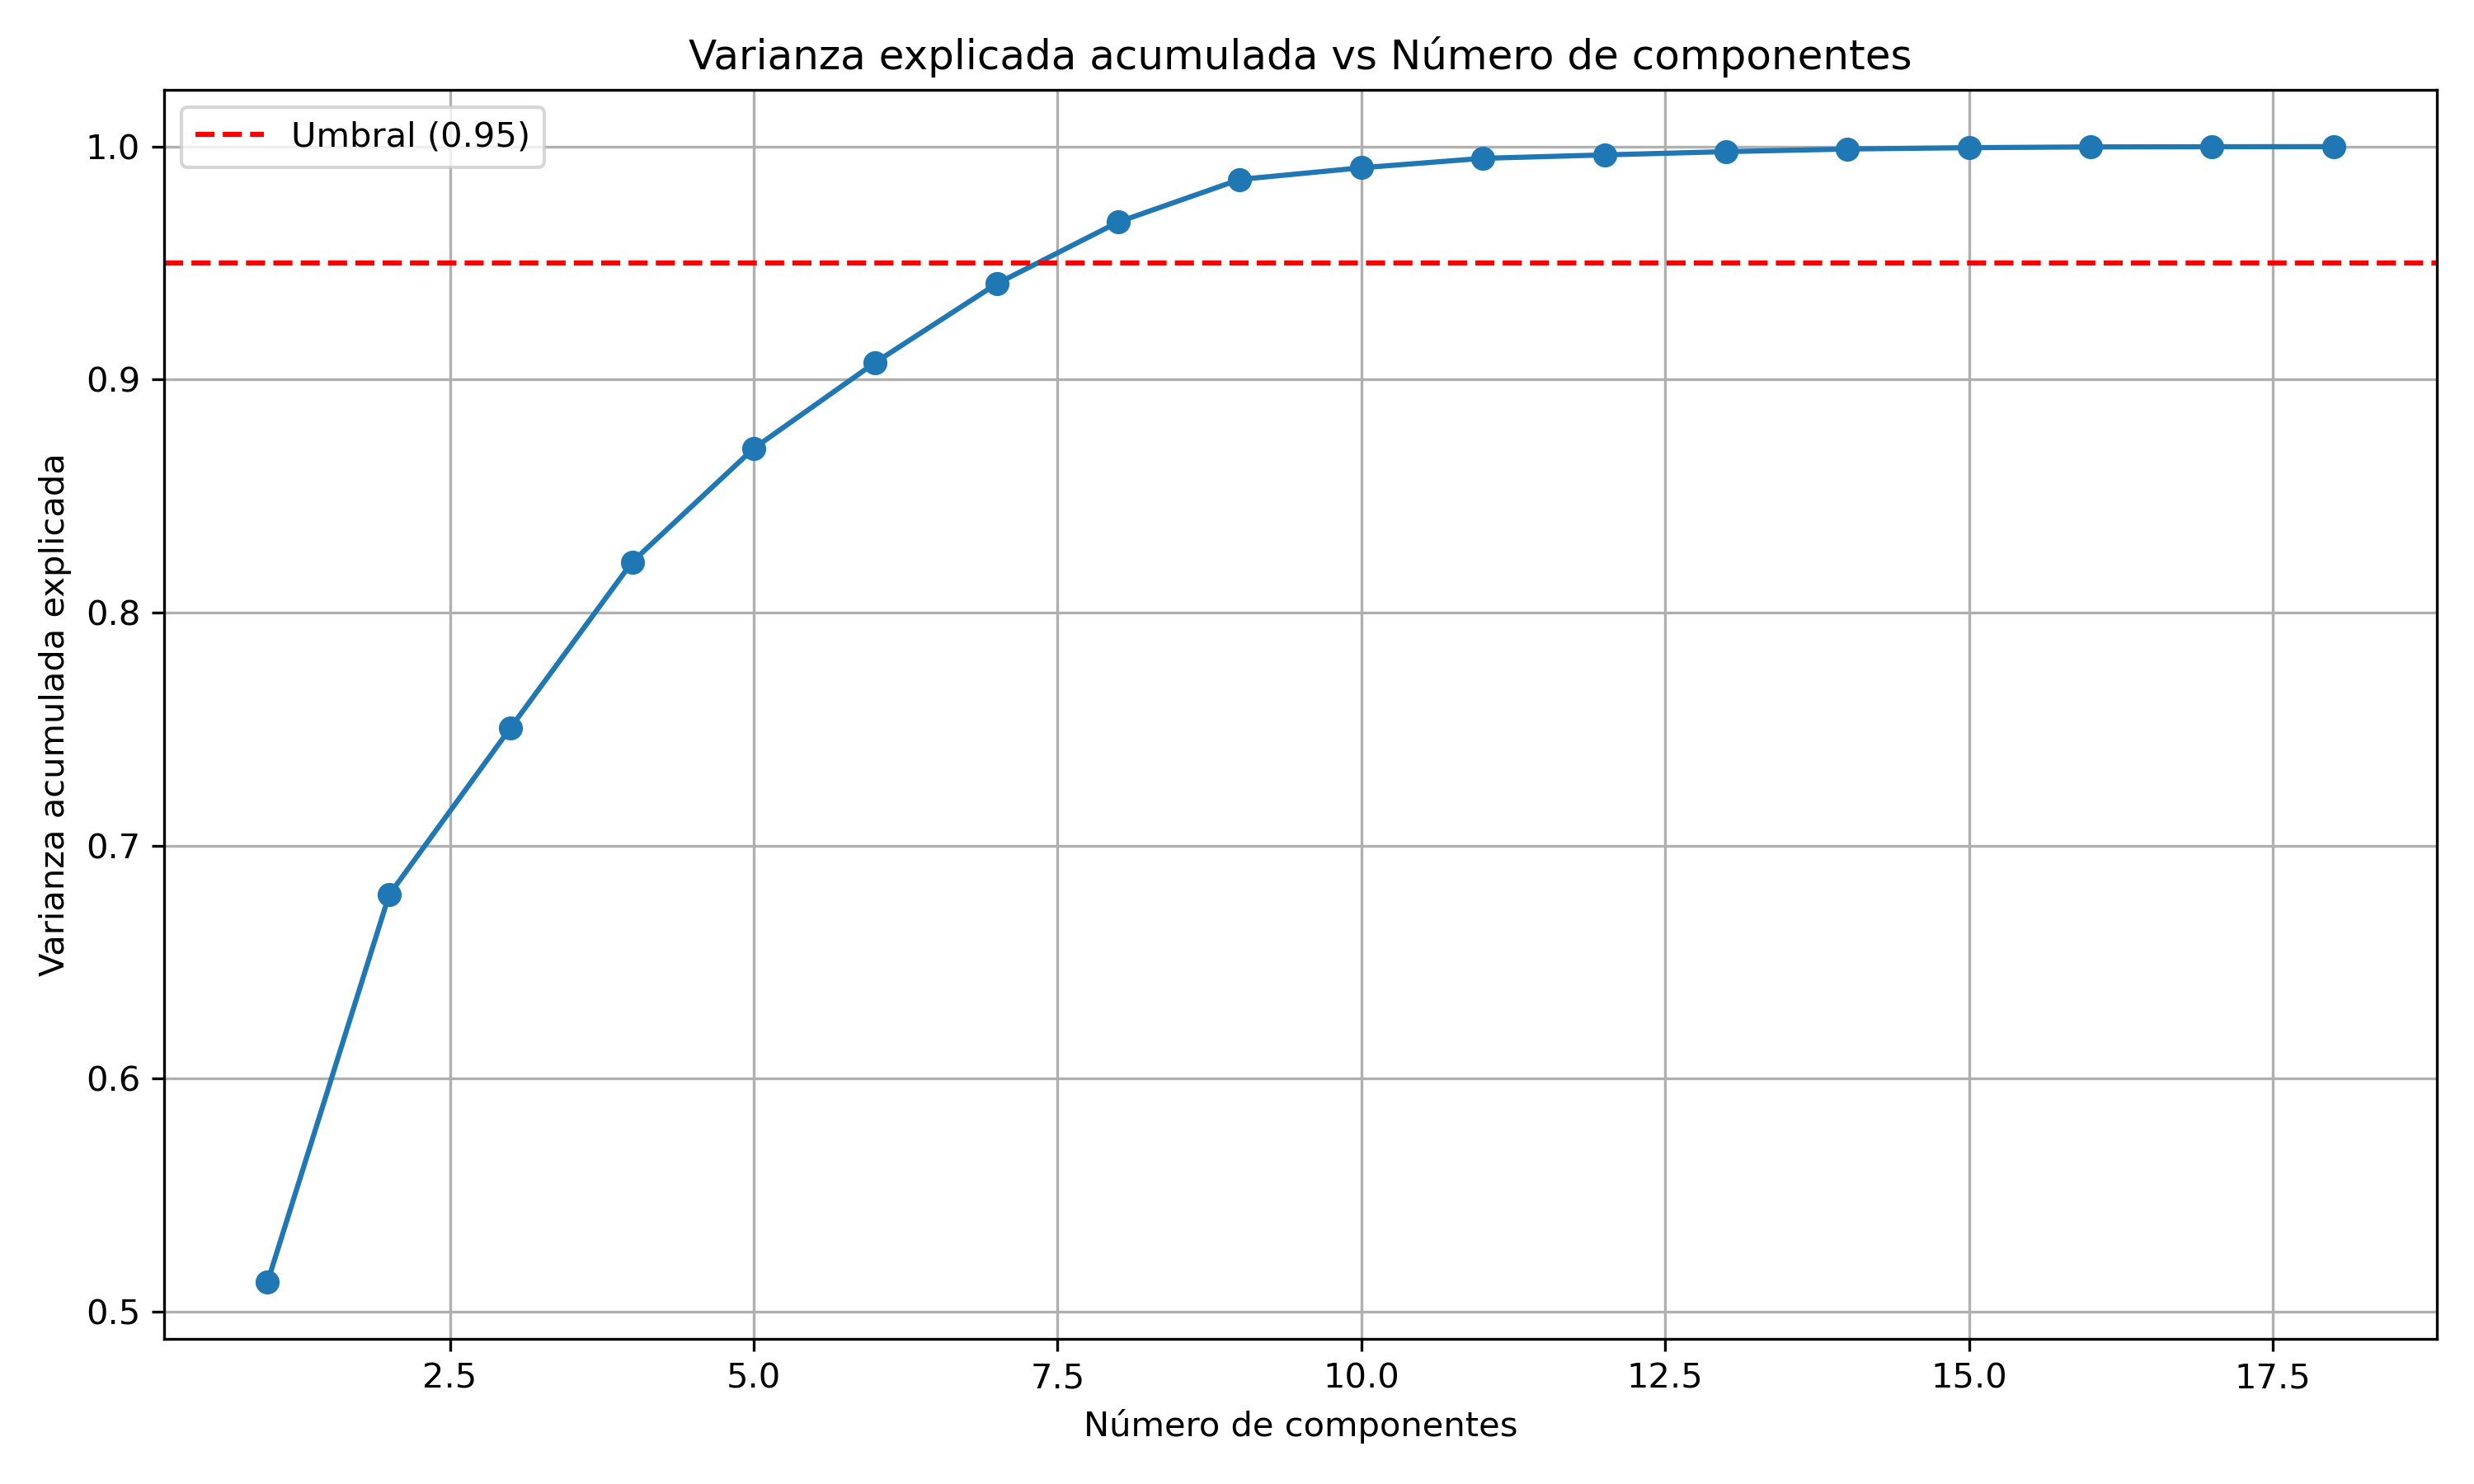 Varianza explicada acumulada vs Número de componentes
Umbral (0.95)
1.0
0.9
0.8
0.7
0.6
0.5
Varianza acumulada explicada
2.5 5.0 7.5 10.0 12.5 15.0 17.5
Número de componentes